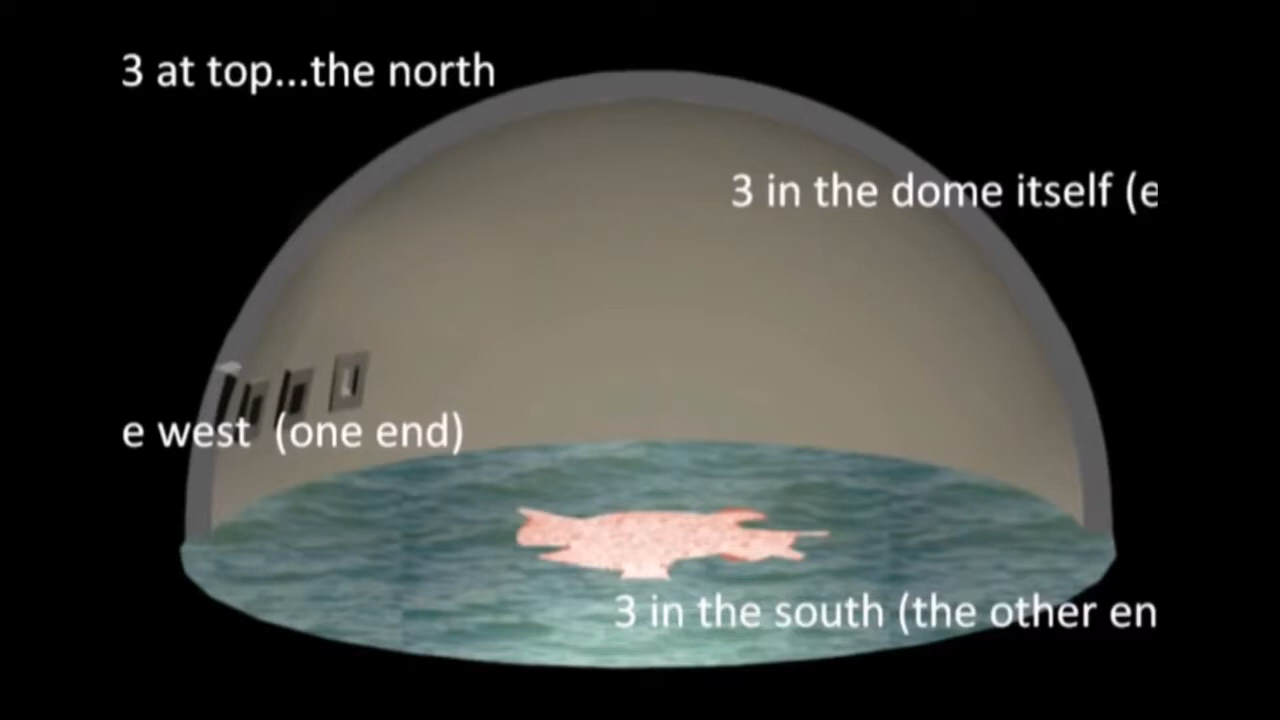 3 at top...the north
3 in the dome itself (e
e west (one end)
3 in the south (the other en